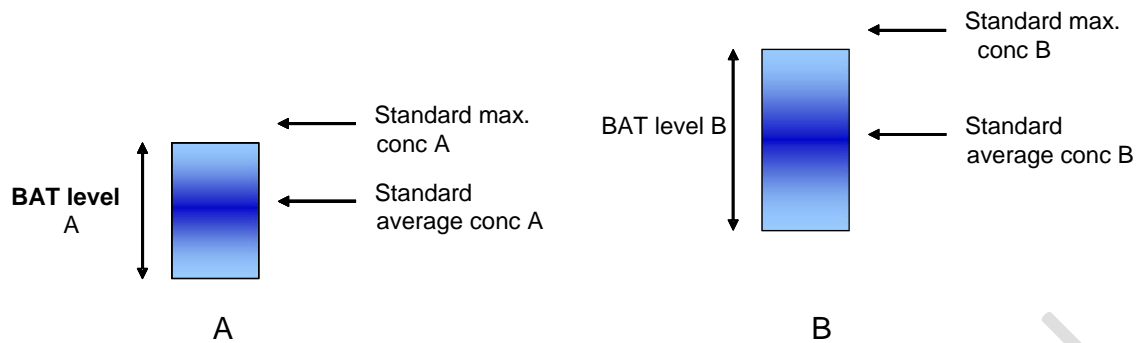 Standard max.
conc A
BAT level
A
Standard
average conc A
A
Standard max.
conc B
BAT level B
Standard
average conc B
B